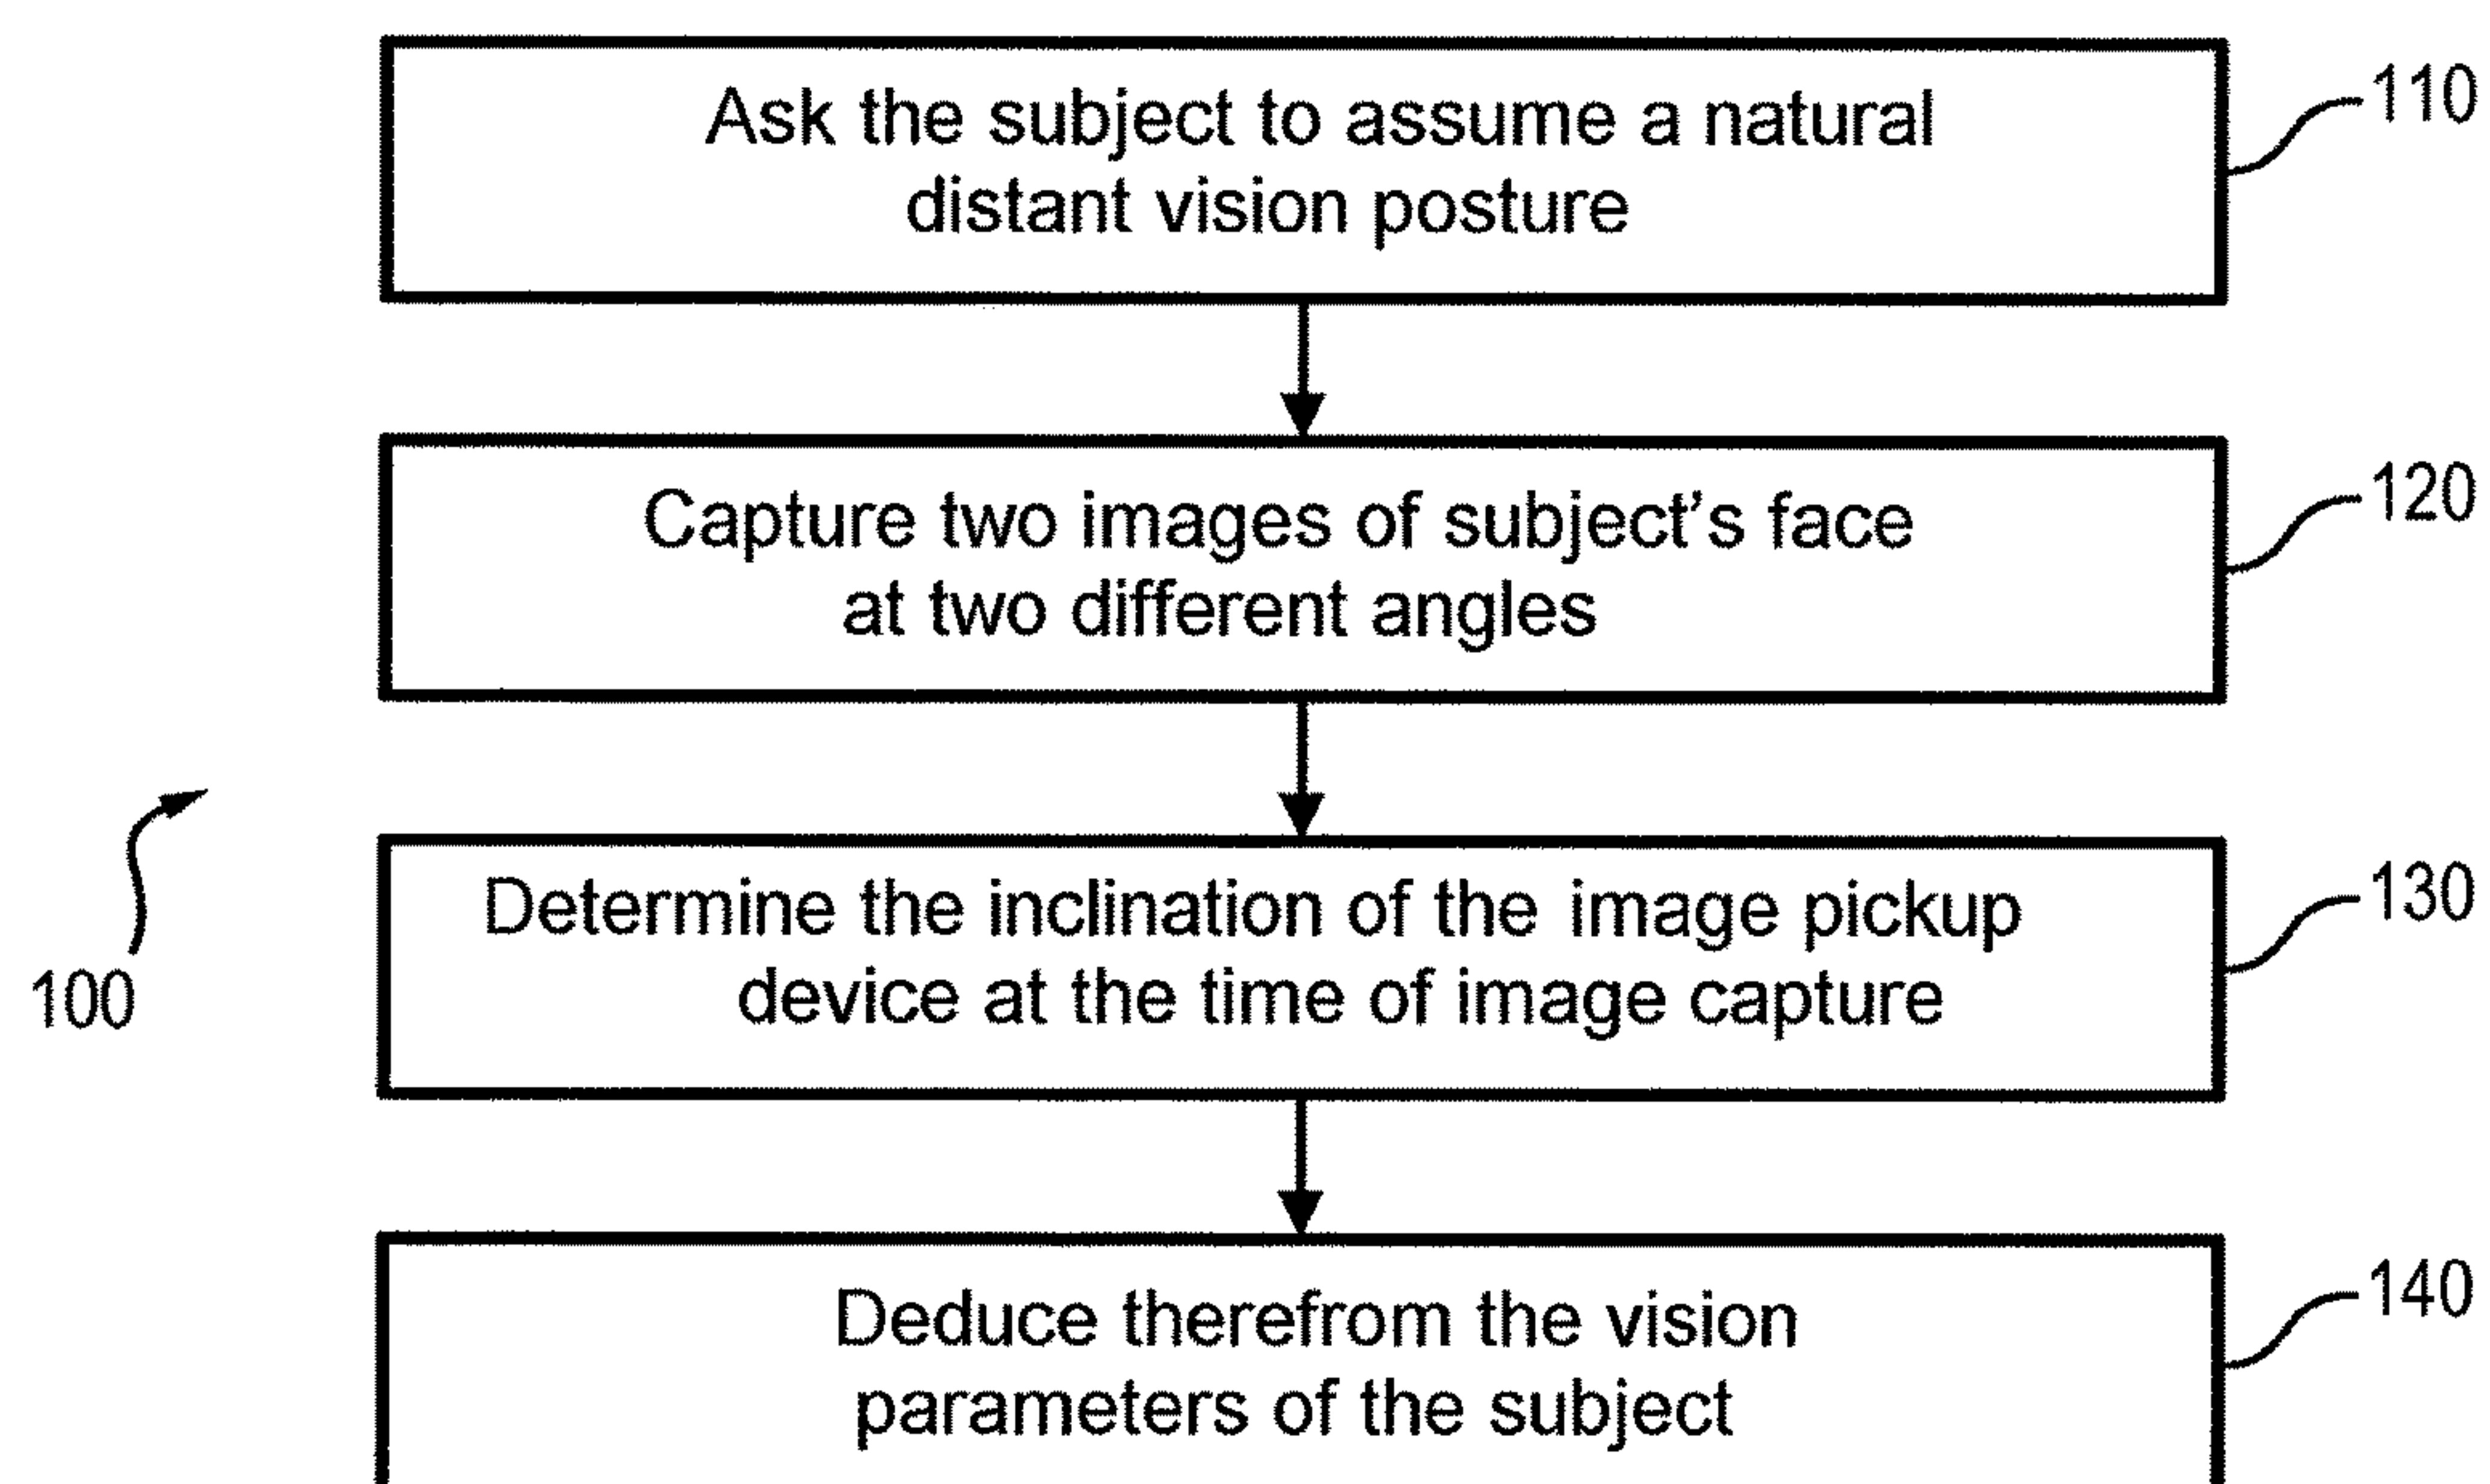 Ask the subject to assume a natural
distant vision posture
110
Capture two images of subject’s face
at two different angles
120
Determine the inclination of the image pickup
device at the time of image capture
130
100
Deduce therefrom the vision
parameters of the subject
140